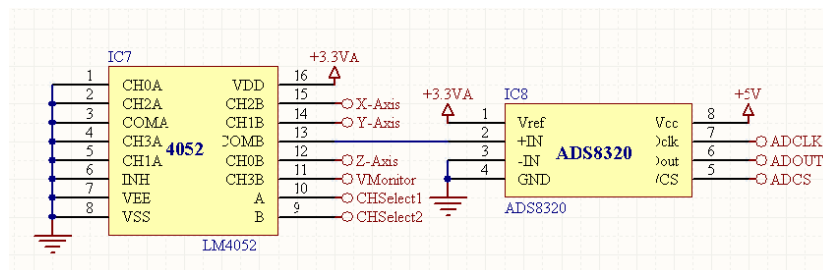 IC7
+3.3VA
1 CH0A VDD 16
2 CH2A CH2B 15 X-Axis
3 COMA CH1B 14 Y-Axis
4 CH3A 4052 COMB 13
5 CH1A CH0B 12 Z-Axis
6 INH CH3B 11 VMonitor
7 VEE A 10 CHSelect1
8 VSS B 9 CHSelect2
LM4052
+3.3VA IC8 +5V
1 Vref Vcc 8
2 +IN Dclk 7 ADCLK
3 -IN ADS8320 Dout 6 ADOUT
4 GND /CS 5 ADCS
ADS8320